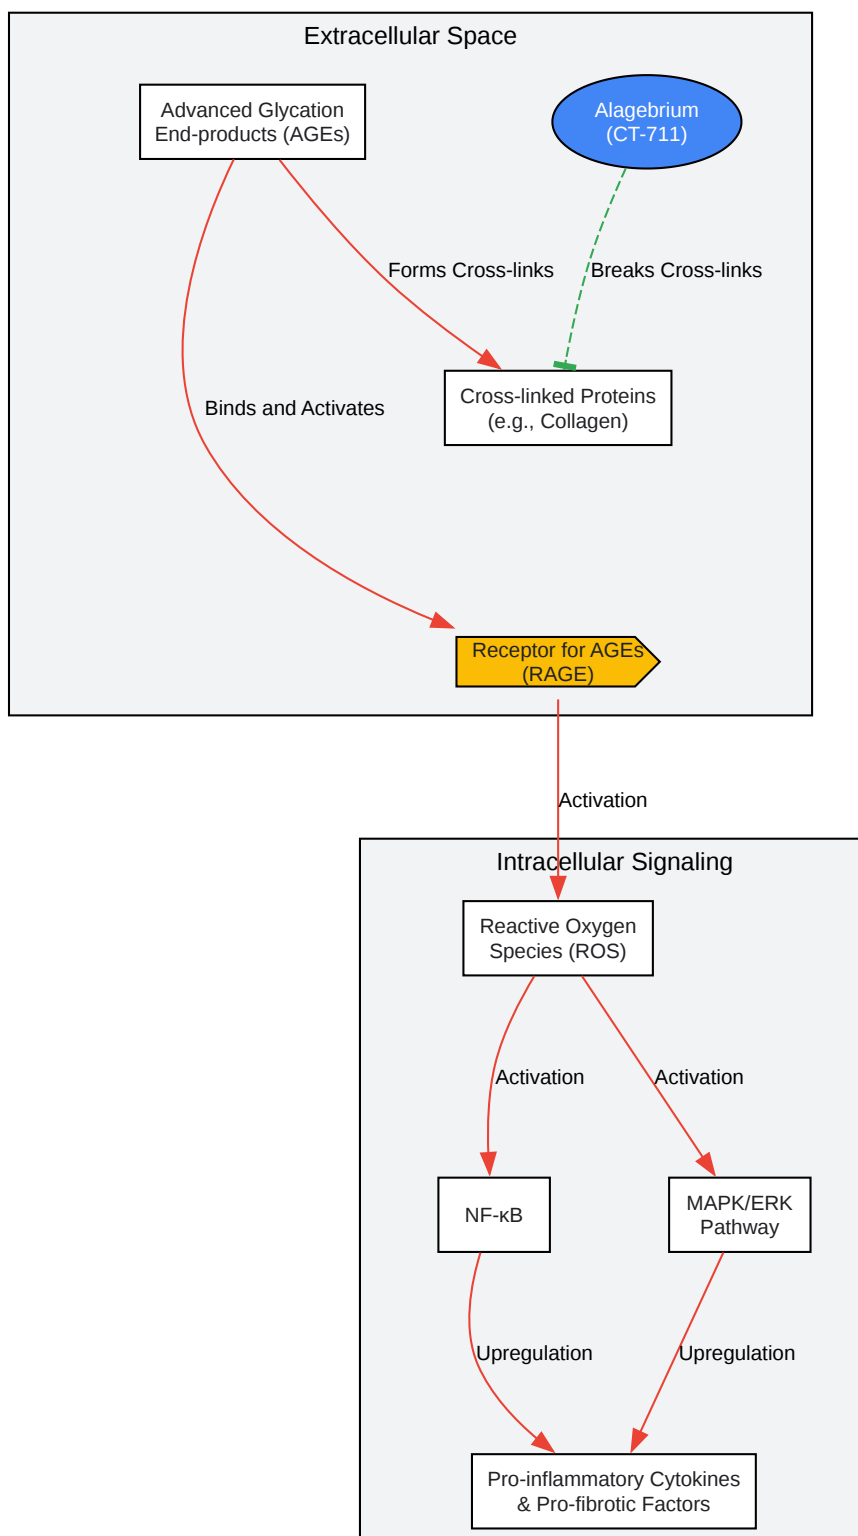 Extracellular Space
Advanced Glycation
End-products (AGEs)
Alagebrium
(CT-711)
Forms Cross-links
Breaks Cross-links
Cross-linked Proteins
(e.g., Collagen)
Binds and Activates
Receptor for AGEs
(RAGE)
Activation
Intracellular Signaling
Reactive Oxygen
Species (ROS)
Activation
Activation
NF-κB
MAPK/ERK
Pathway
Upregulation
Upregulation
Pro-inflammatory Cytokines
& Pro-fibrotic Factors